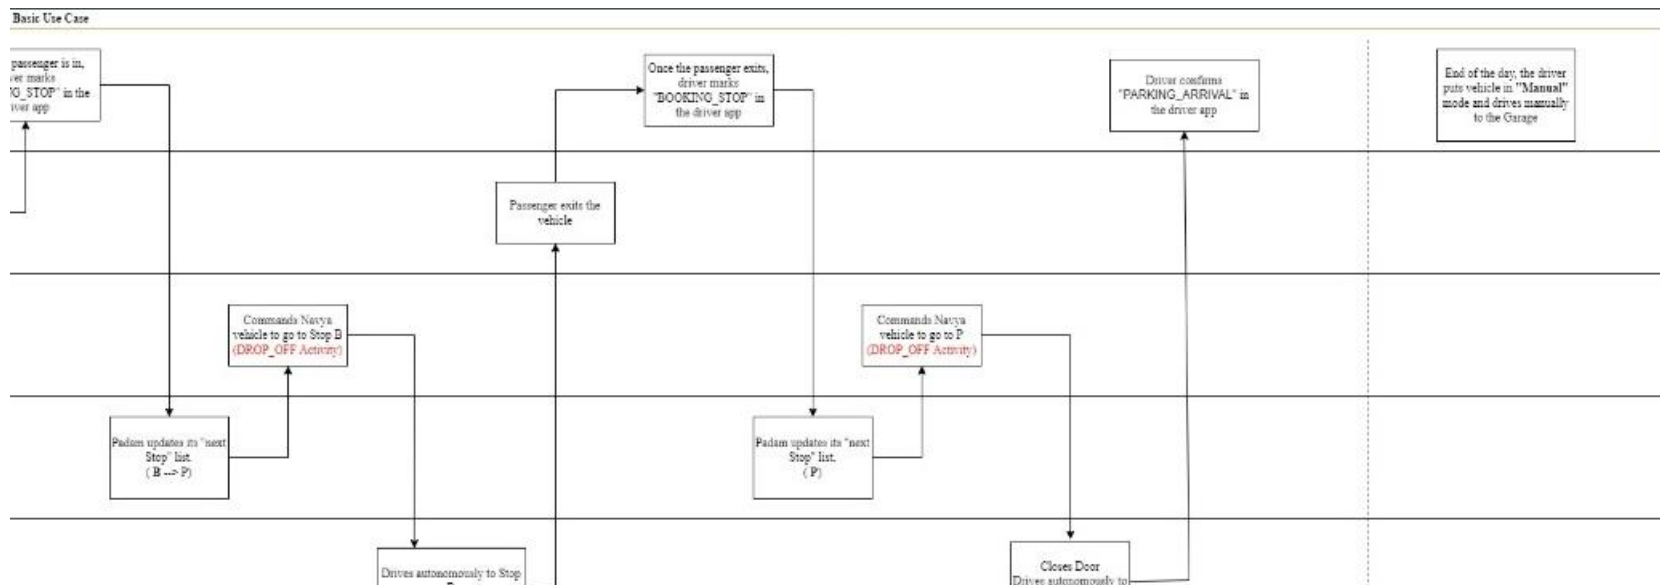 Basic Use Case
passenger is in,
ver marks
G_STOP" in the
iver app
Once the passenger exits,
driver marks
"BOOKING_STOP" in
the driver app
Driver confirms
"PARKING_ARRIVAL" in
the driver app
End of the day, the driver
puts vehicle in "Manual"
mode and drives manually
to the Garage
Passenger exits the
vehicle
Commands Navya
vehicle to go to Stop B
(DROP_OFF Activity)
Commands Navya
vehicle to go to P
(DROP_OFF Activity)
Padam updates its "next
Stop" list.
( B --> P)
Padam updates its "next
Stop" list.
( P)
Drives autonomously to Stop
Closes Door
Drives autonomously to